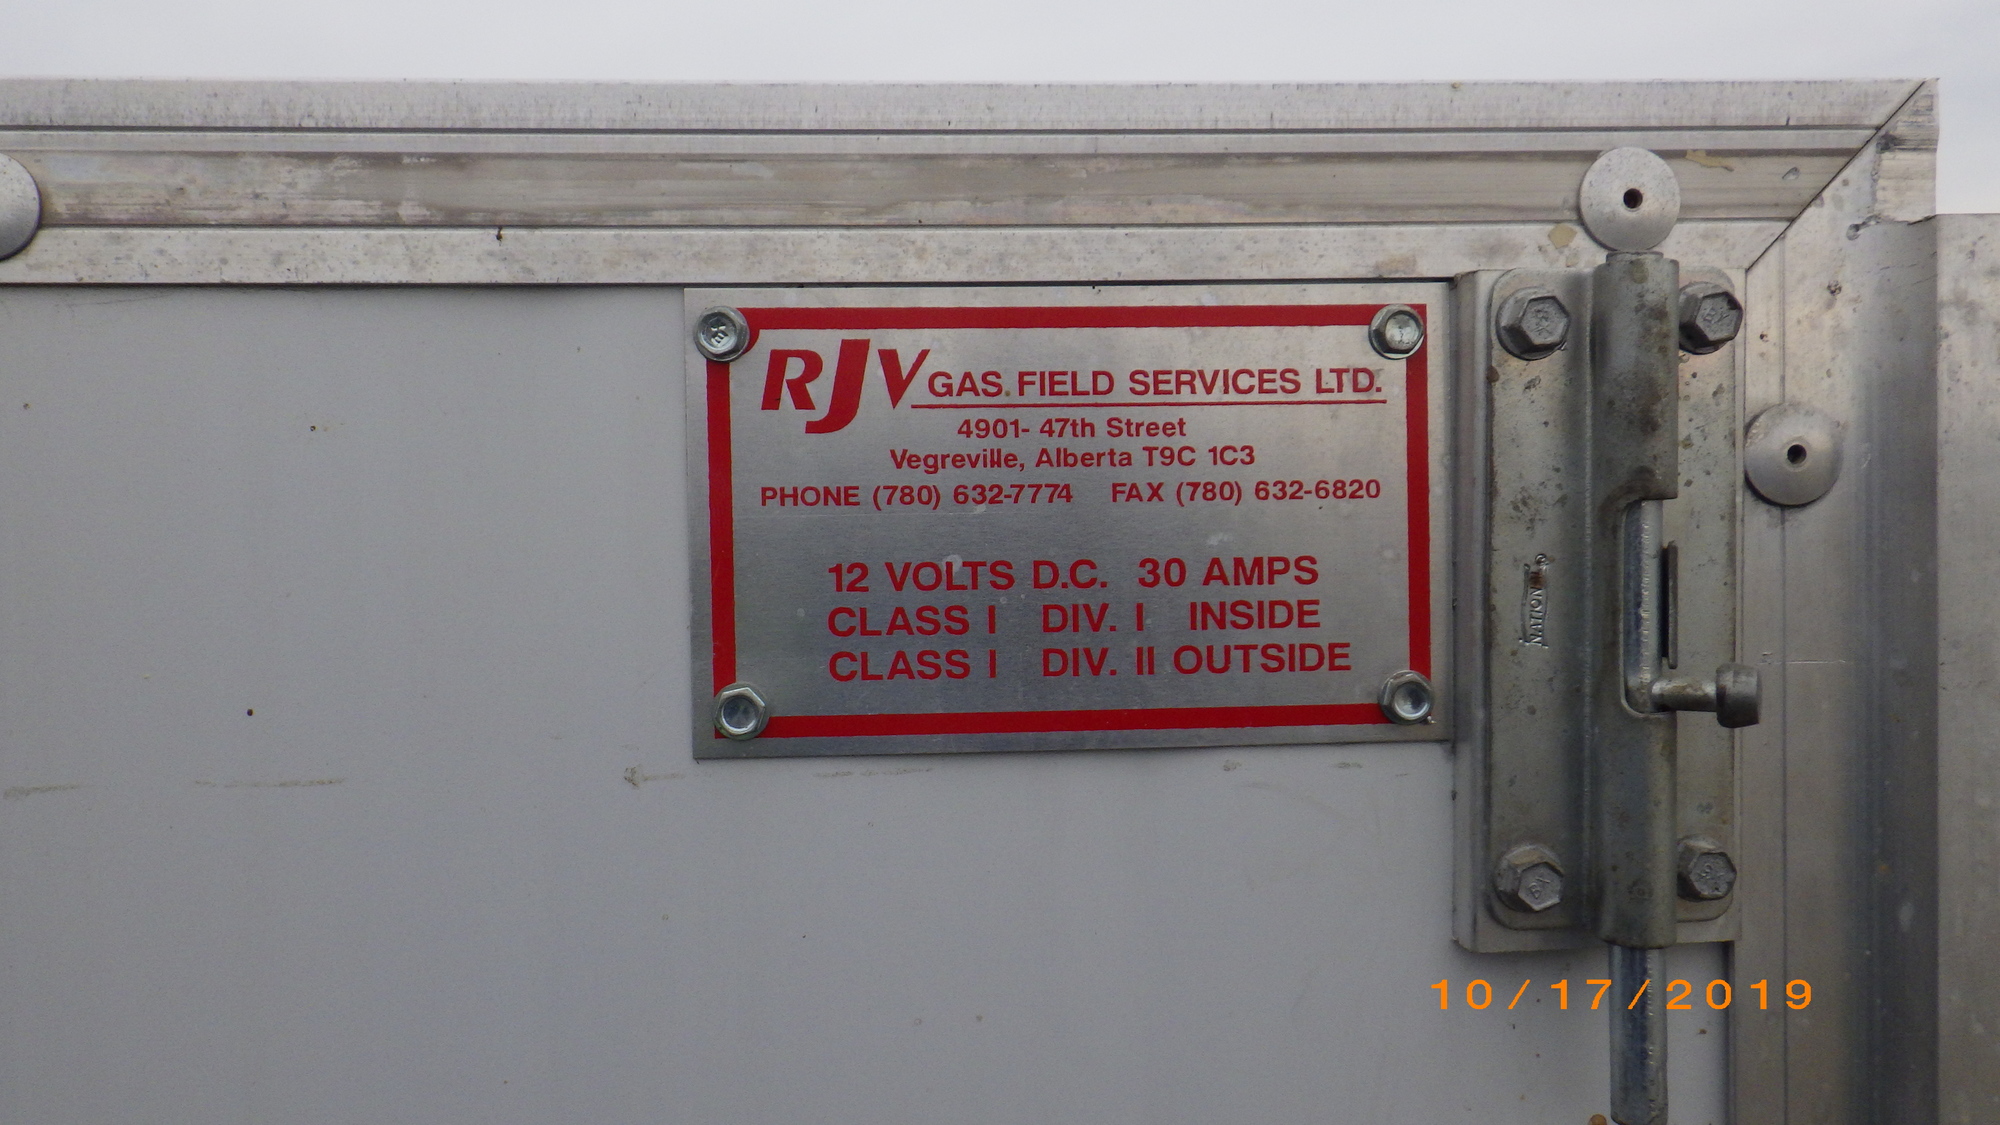 RJV GAS FIELD SERVICES LTD.
4901- 47th Street
Vegreville, Alberta T9C 1C3
PHONE (780) 632-7774 FAX (780) 632-6820
12 VOLTS D.C. 30 AMPS
CLASS I DIV. I INSIDE
CLASS I DIV. II OUTSIDE
10/17/2019